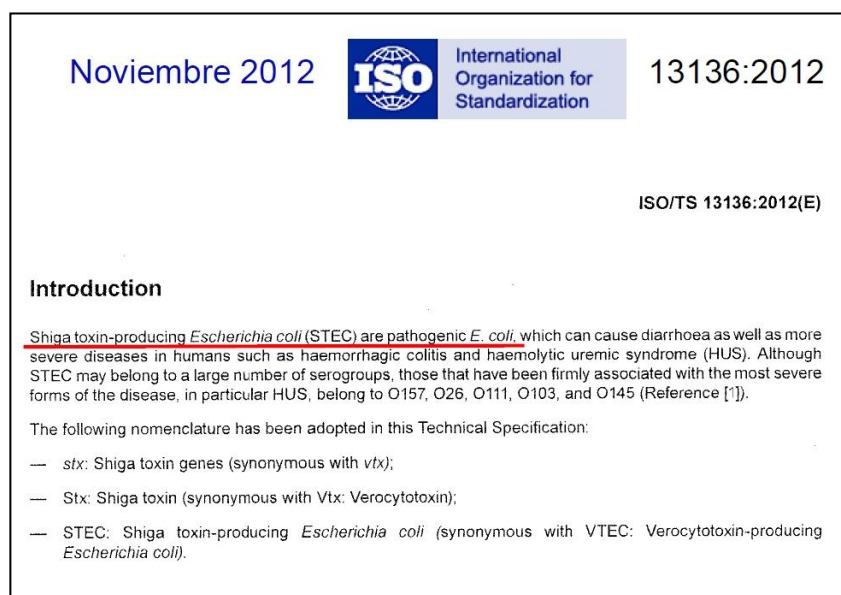 Noviembre 2012
ISO
International
Organization for
Standardization
13136:2012
ISO/TS 13136:2012(E)
Introduction
Shiga toxin-producing Escherichia coli (STEC) are pathogenic E. coli, which can cause diarrhoea as well as more
severe diseases in humans such as haemorrhagic colitis and haemolytic uremic syndrome (HUS). Although
STEC may belong to a large number of serogroups, those that have been firmly associated with the most severe
forms of the disease, in particular HUS, belong to O157, O26, O111, O103, and O145 (Reference [1]).
The following nomenclature has been adopted in this Technical Specification:
— stx: Shiga toxin genes (synonymous with vtx);
— Stx: Shiga toxin (synonymous with Vtx: Verocytotoxin);
— STEC: Shiga toxin-producing Escherichia coli (synonymous with VTEC: Verocytotoxin-producing
Escherichia coli).